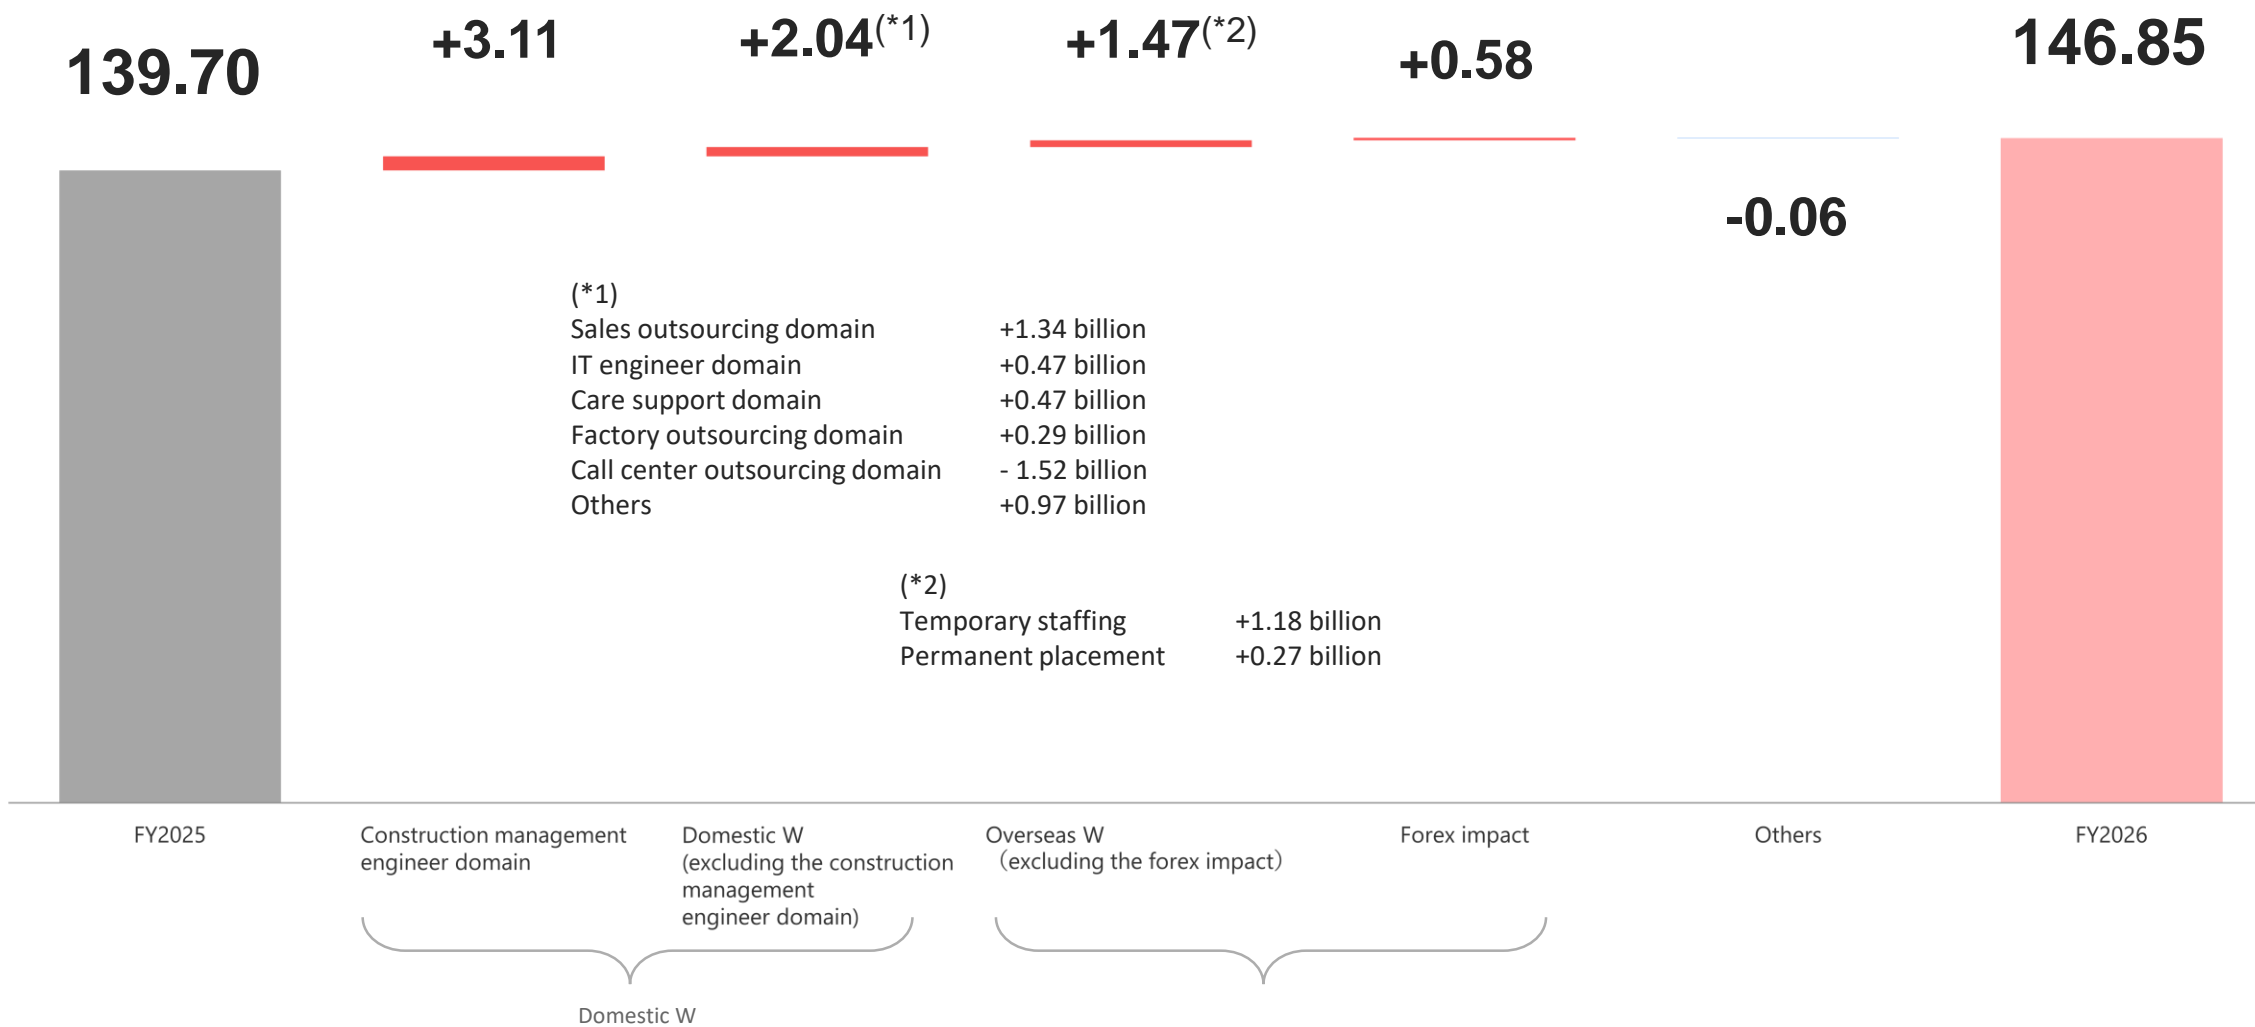 139.70
+3.11
+2.04(*1)
+1.47(*2)
+0.58
-0.06
146.85
(*1)
Sales outsourcing domain +1.34 billion
IT engineer domain +0.47 billion
Care support domain +0.47 billion
Factory outsourcing domain +0.29 billion
Call center outsourcing domain - 1.52 billion
Others +0.97 billion
(*2)
Temporary staffing +1.18 billion
Permanent placement +0.27 billion
FY2025
Construction management
engineer domain
Domestic W
(excluding the construction
management
engineer domain)
Overseas W
（excluding the forex impact）
Forex impact
Others
FY2026
Domestic W